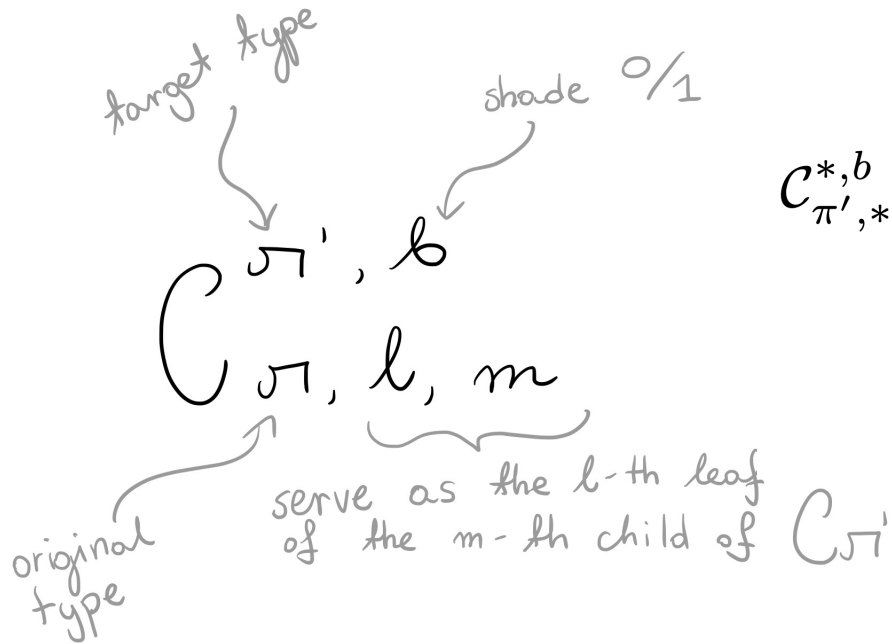 target type
shade 0/1
C^{π', b}_{π, l, m}
C^{*,b}_{π',*}
original
type
serve as the l-th leaf
of the m-th child of C_{π'}